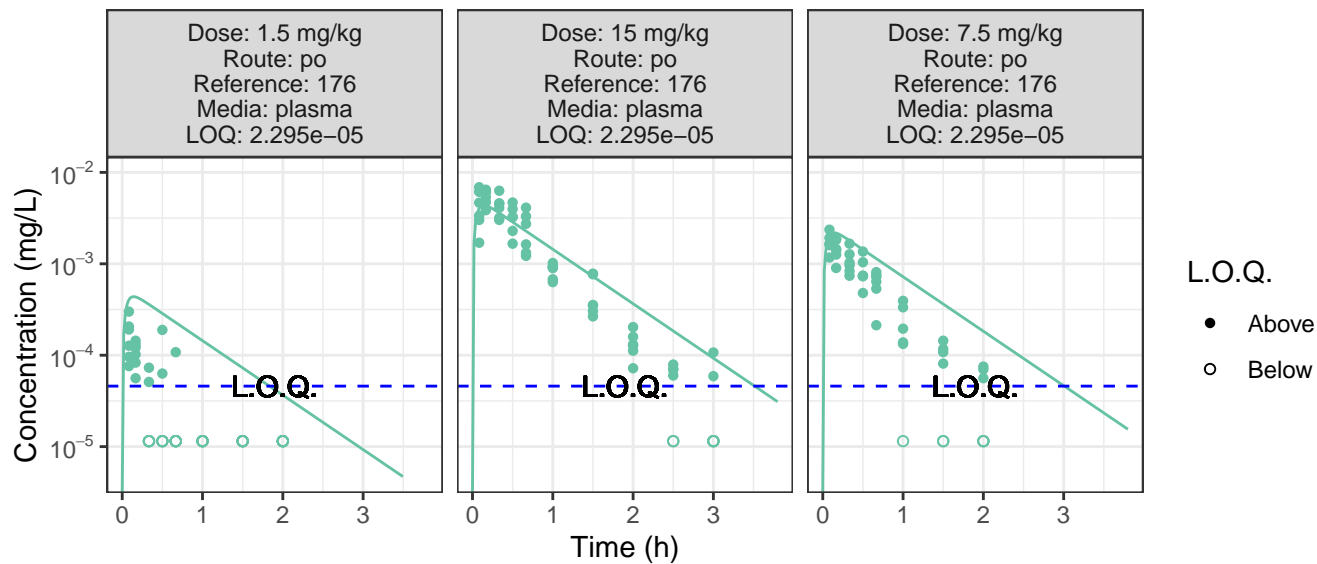 Dose: 1.5 mg/kg
Route: po
Reference: 176
Media: plasma
LOQ: 2.295e−05
Dose: 15 mg/kg
Route: po
Reference: 176
Media: plasma
LOQ: 2.295e−05
Dose: 7.5 mg/kg
Route: po
Reference: 176
Media: plasma
LOQ: 2.295e−05
Concentration (mg/L)
10⁻²
10⁻³
10⁻⁴
10⁻⁵
L.O.Q.
L.O.Q.
L.O.Q.
0 1 2 3
0 1 2 3
0 1 2 3
Time (h)
L.O.Q.
Above
Below